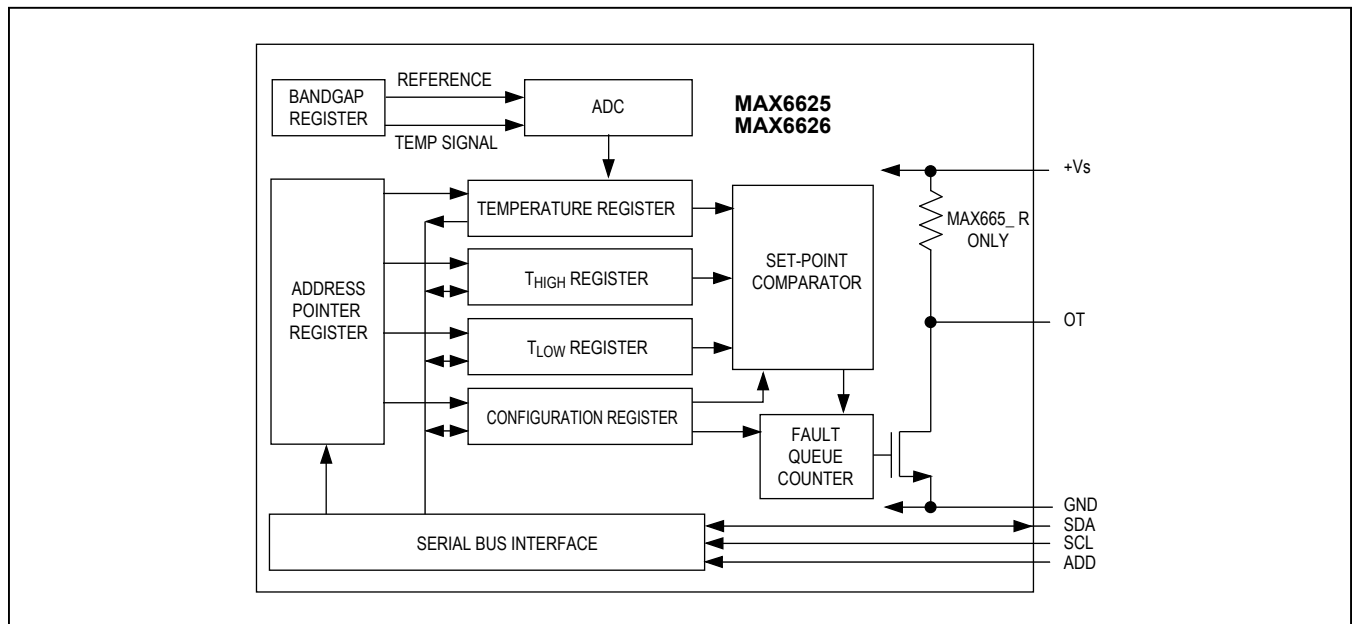 REFERENCE
BANDGAP
REGISTER
ADC
MAX6625
MAX6626
TEMP SIGNAL
+Vs
TEMPERATURE REGISTER
MAX665_ R
ONLY
SET-POINT
COMPARATOR
THIGH REGISTER
ADDRESS
POINTER
REGISTER
OT
TLOW REGISTER
CONFIGURATION REGISTER
FAULT
QUEUE
COUNTER
GND
SDA
SERIAL BUS INTERFACE
SCL
ADD